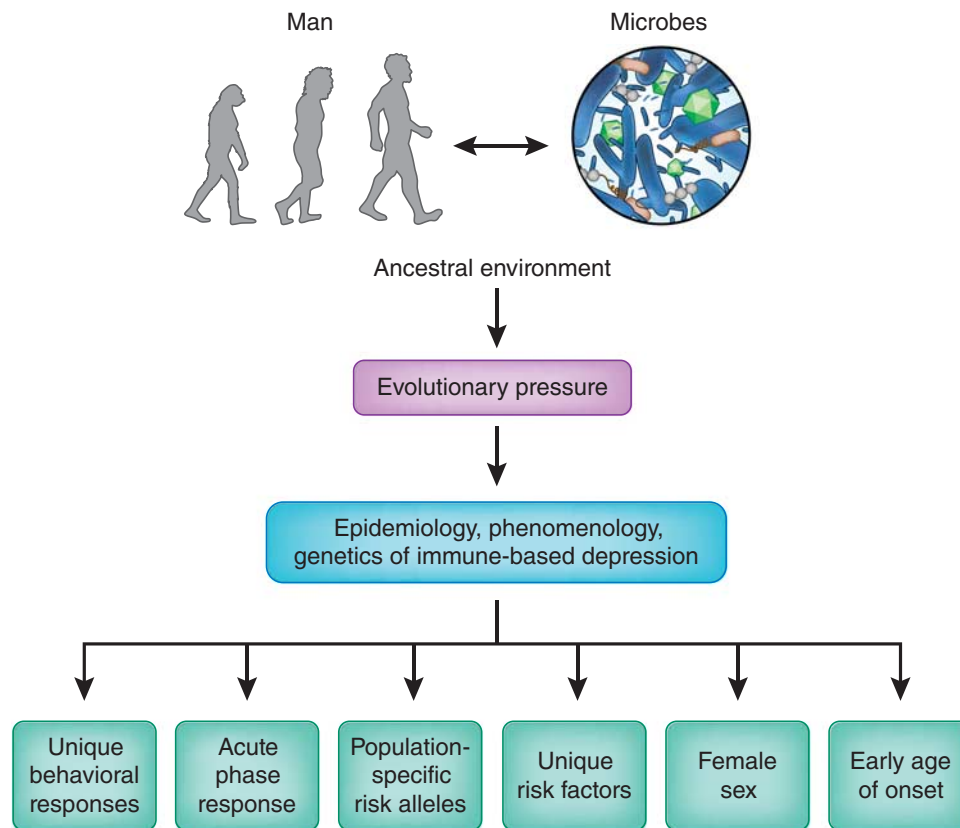 Man
Microbes
Ancestral environment
Evolutionary pressure
Epidemiology, phenomenology,
genetics of immune-based depression
Unique
behavioral
responses
Acute
phase
response
Population-
specific
risk alleles
Unique
risk factors
Female
sex
Early age
of onset